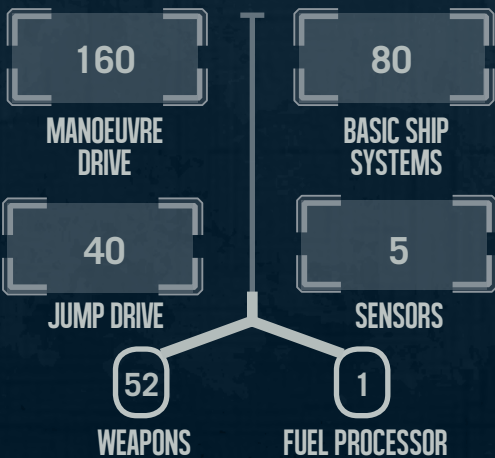 160
80
MANOEUVRE
DRIVE
BASIC SHIP
SYSTEMS
40
5
JUMP DRIVE
SENSORS
52
1
WEAPONS
FUEL PROCESSOR